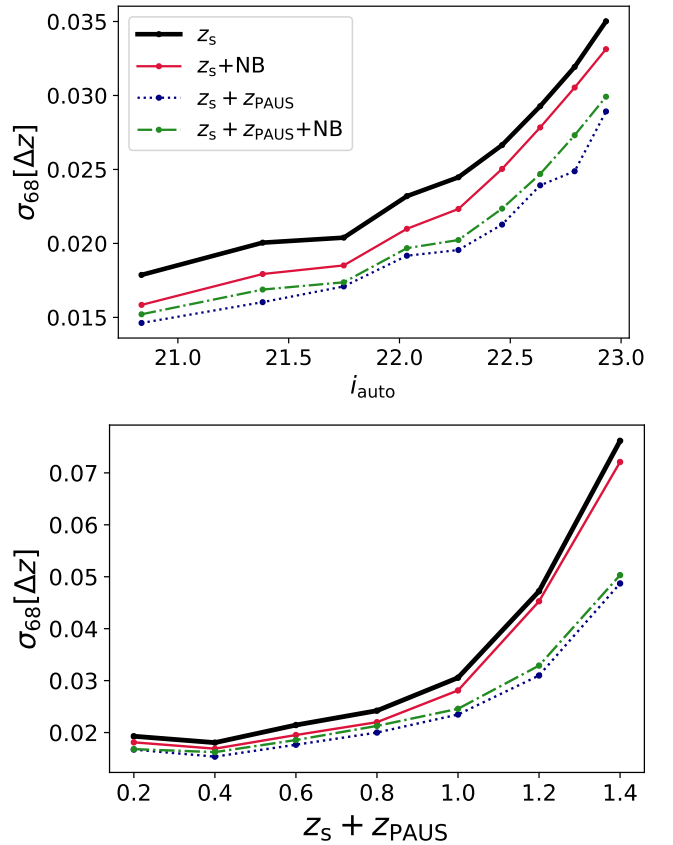 0.035
0.030
0.025
0.020
0.015
σ₆₈[Δz]
z_s
z_s+NB
z_s + z_PAUS
z_s + z_PAUS+NB
21.0 21.5 22.0 22.5 23.0
i_auto
0.07
0.06
0.05
0.04
0.03
0.02
σ₆₈[Δz]
0.2 0.4 0.6 0.8 1.0 1.2 1.4
z_s + z_PAUS